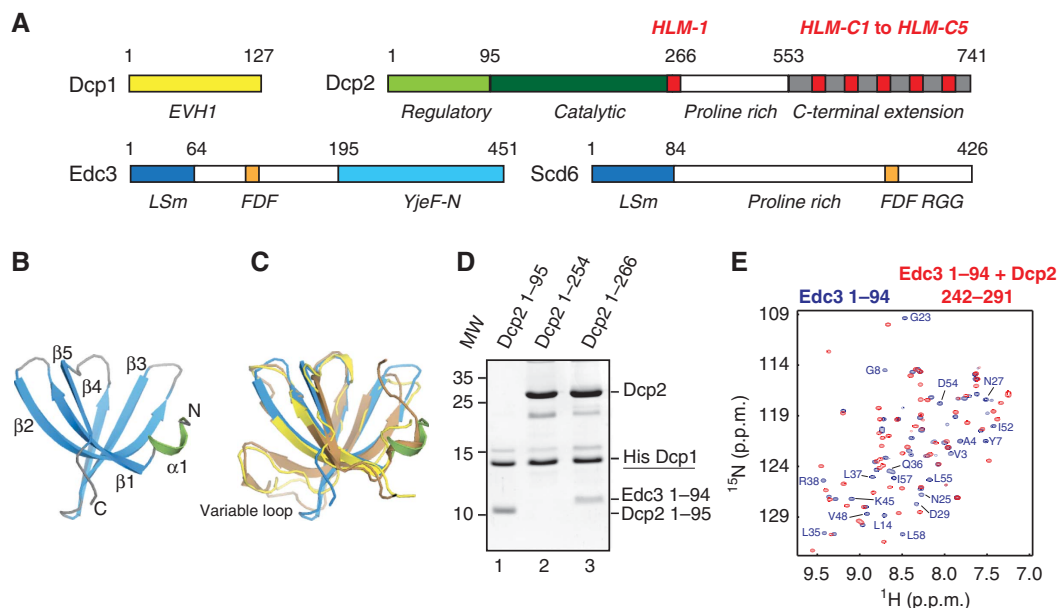 A
HLM-1
HLM-C1 to HLM-C5
1 127
1 95 266 553 741
Dcp1
Dcp2
EVH1
Regulatory Catalytic Proline rich C-terminal extension
1 64 195 451
1 84 426
Edc3
Scd6
LSm FDF YjeF-N
LSm Proline rich FDF RGG
B
β5
β4
β3
β2
N
α1
β1
C
C
Variable loop
D
MW
Dcp2 1–95
Dcp2 1–254
Dcp2 1–266
35
25
15
10
Dcp2
His Dcp1
Edc3 1–94
Dcp2 1–95
1 2 3
E
Edc3 1–94
Edc3 1–94 + Dcp2
242–291
109
114
119
124
129
15N (p.p.m.)
G23
G8
D54
N27
I52
A4
Y7
V3
L37
Q36
R38
I57
L55
K45
N25
V48
D29
L14
L35
L58
9.5 9.0 8.5 8.0 7.5 7.0
1H (p.p.m.)